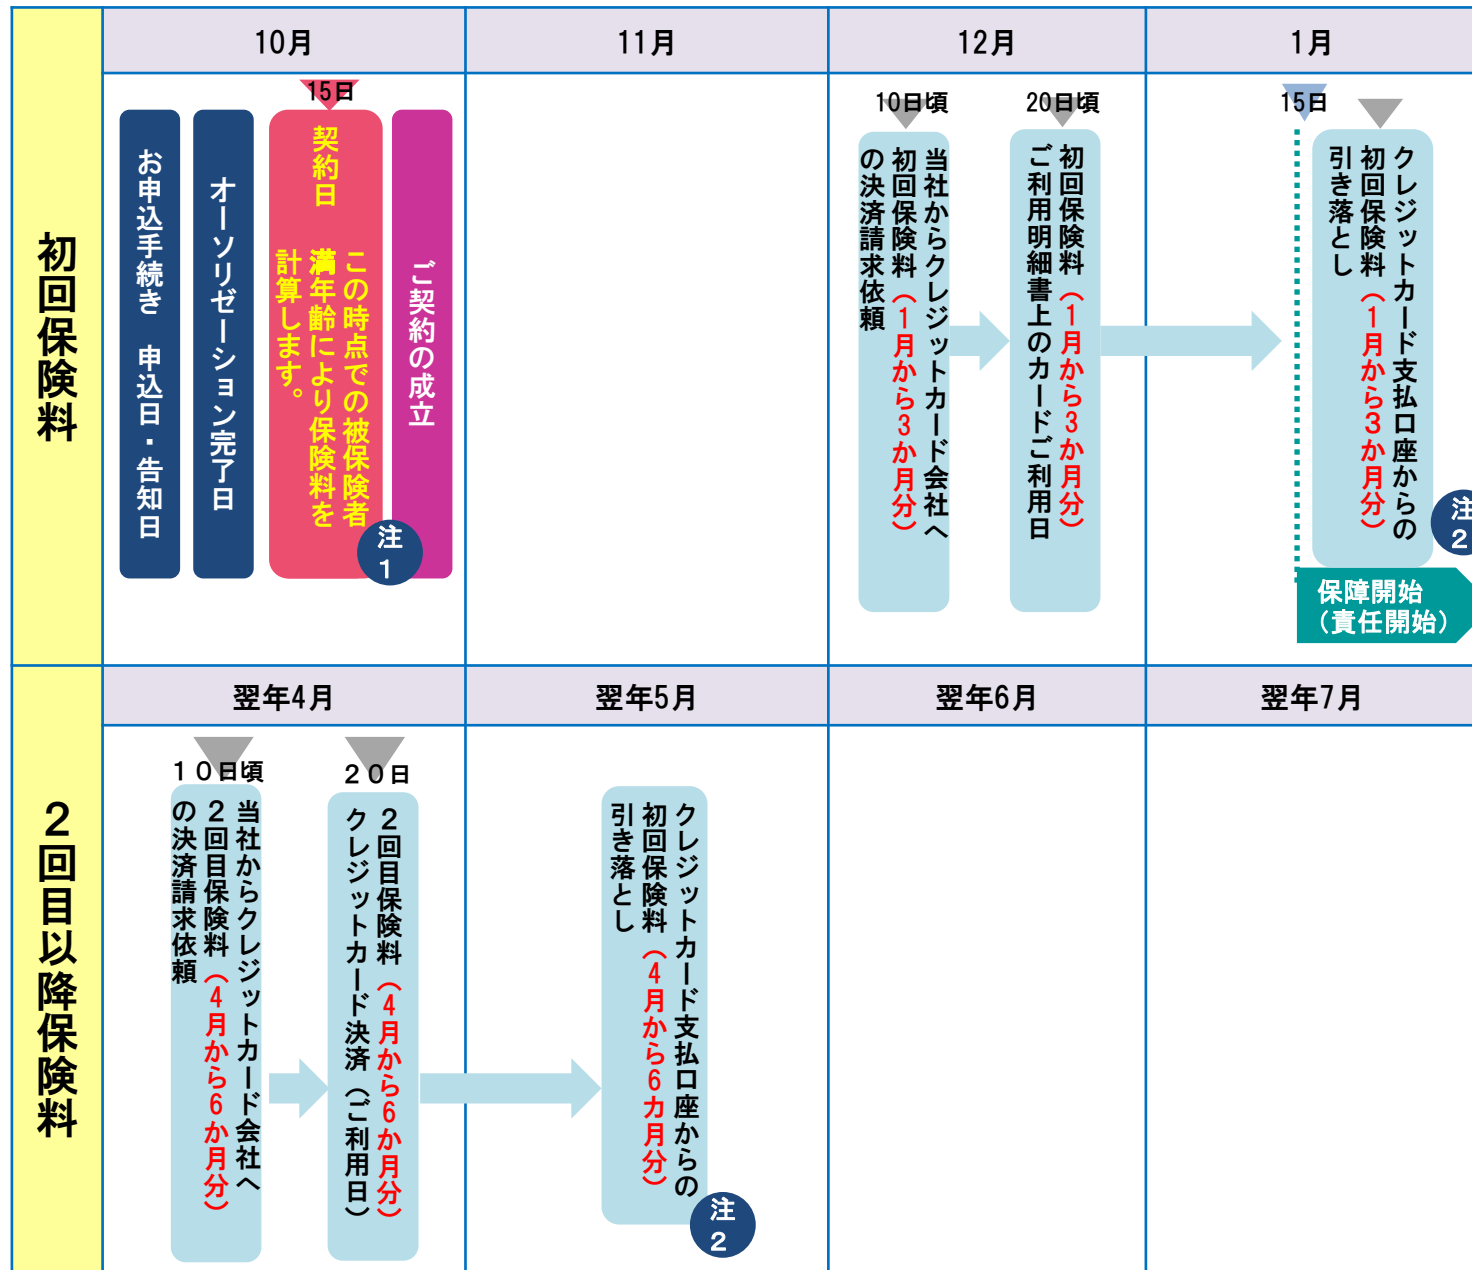 初回保険料
10月
11月
12月
1月
お申込手続き 申込日・告知日
オーソリゼーション完了日
15日
契約日 この時点での被保険者
満年齢により保険料を
計算します。
注
1
ご契約の成立
10日頃
当社からクレジットカード会社へ
初回保険料（1月から3か月分）
の決済請求依頼
20日頃
初回保険料（1月から3か月分）
ご利用明細書上のカードご利用日
15日
クレジットカード支払口座からの
初回保険料（1月から3か月分）
引き落とし
注
2
保障開始
（責任開始）
2回目以降保険料
翌年4月
翌年5月
翌年6月
翌年7月
10日頃
当社からクレジットカード会社へ
2回目保険料（4月から6か月分）
の決済請求依頼
20日
2回目保険料（4月から6か月分）
クレジットカード決済（ご利用日）
クレジットカード支払口座からの
初回保険料（4月から6カ月分）
引き落とし
注
2